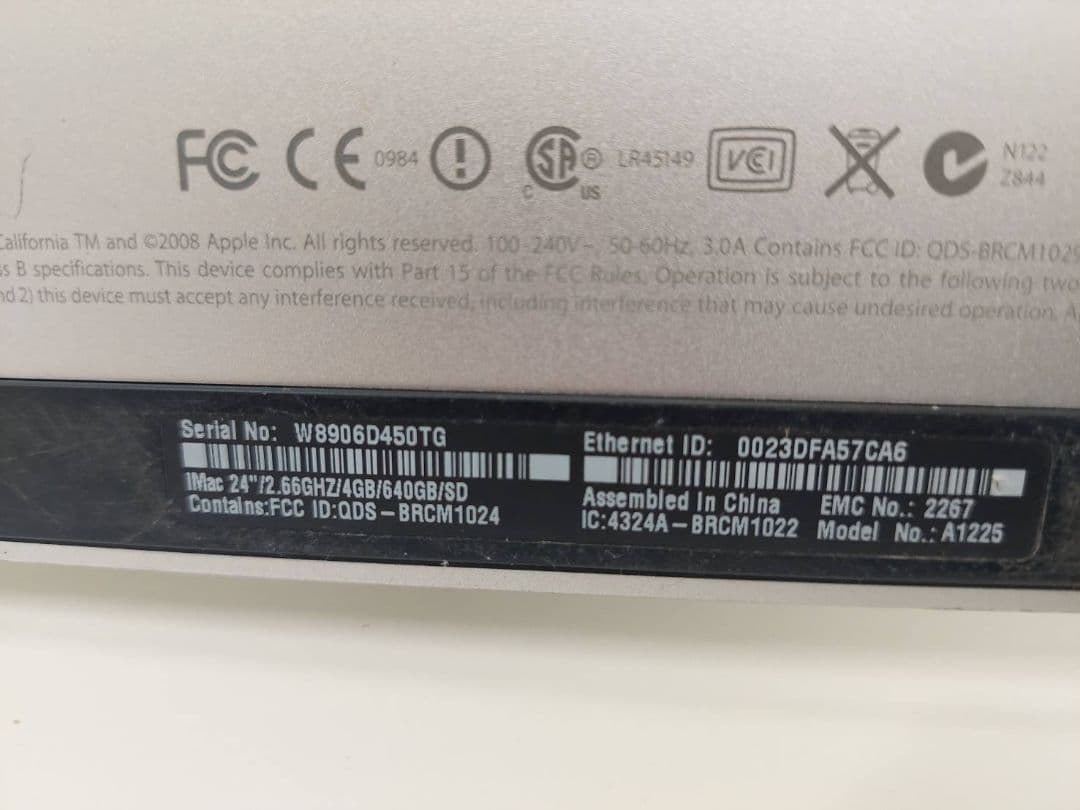 FC CE 0984 SA® C US LR45149 VCI N122
Z844
California TM and ©2008 Apple Inc. All rights reserved. 100-240V~, 50-60Hz, 3.0A Contains FCC ID: QDS-BRCM1029
B specifications. This device complies with Part 15 of the FCC Rules. Operation is subject to the following two
2) this device must accept any interference received, including interference that may cause undesired operation.
Serial No: W8906D450TG
iMac 24"/2.66GHZ/4GB/640GB/SD
Contains:FCC ID:QDS-BRCM1024
Ethernet ID: 0023DFA57CA6
Assembled In China EMC No.: 2267
IC:4324A-BRCM1022 Model No.: A1225